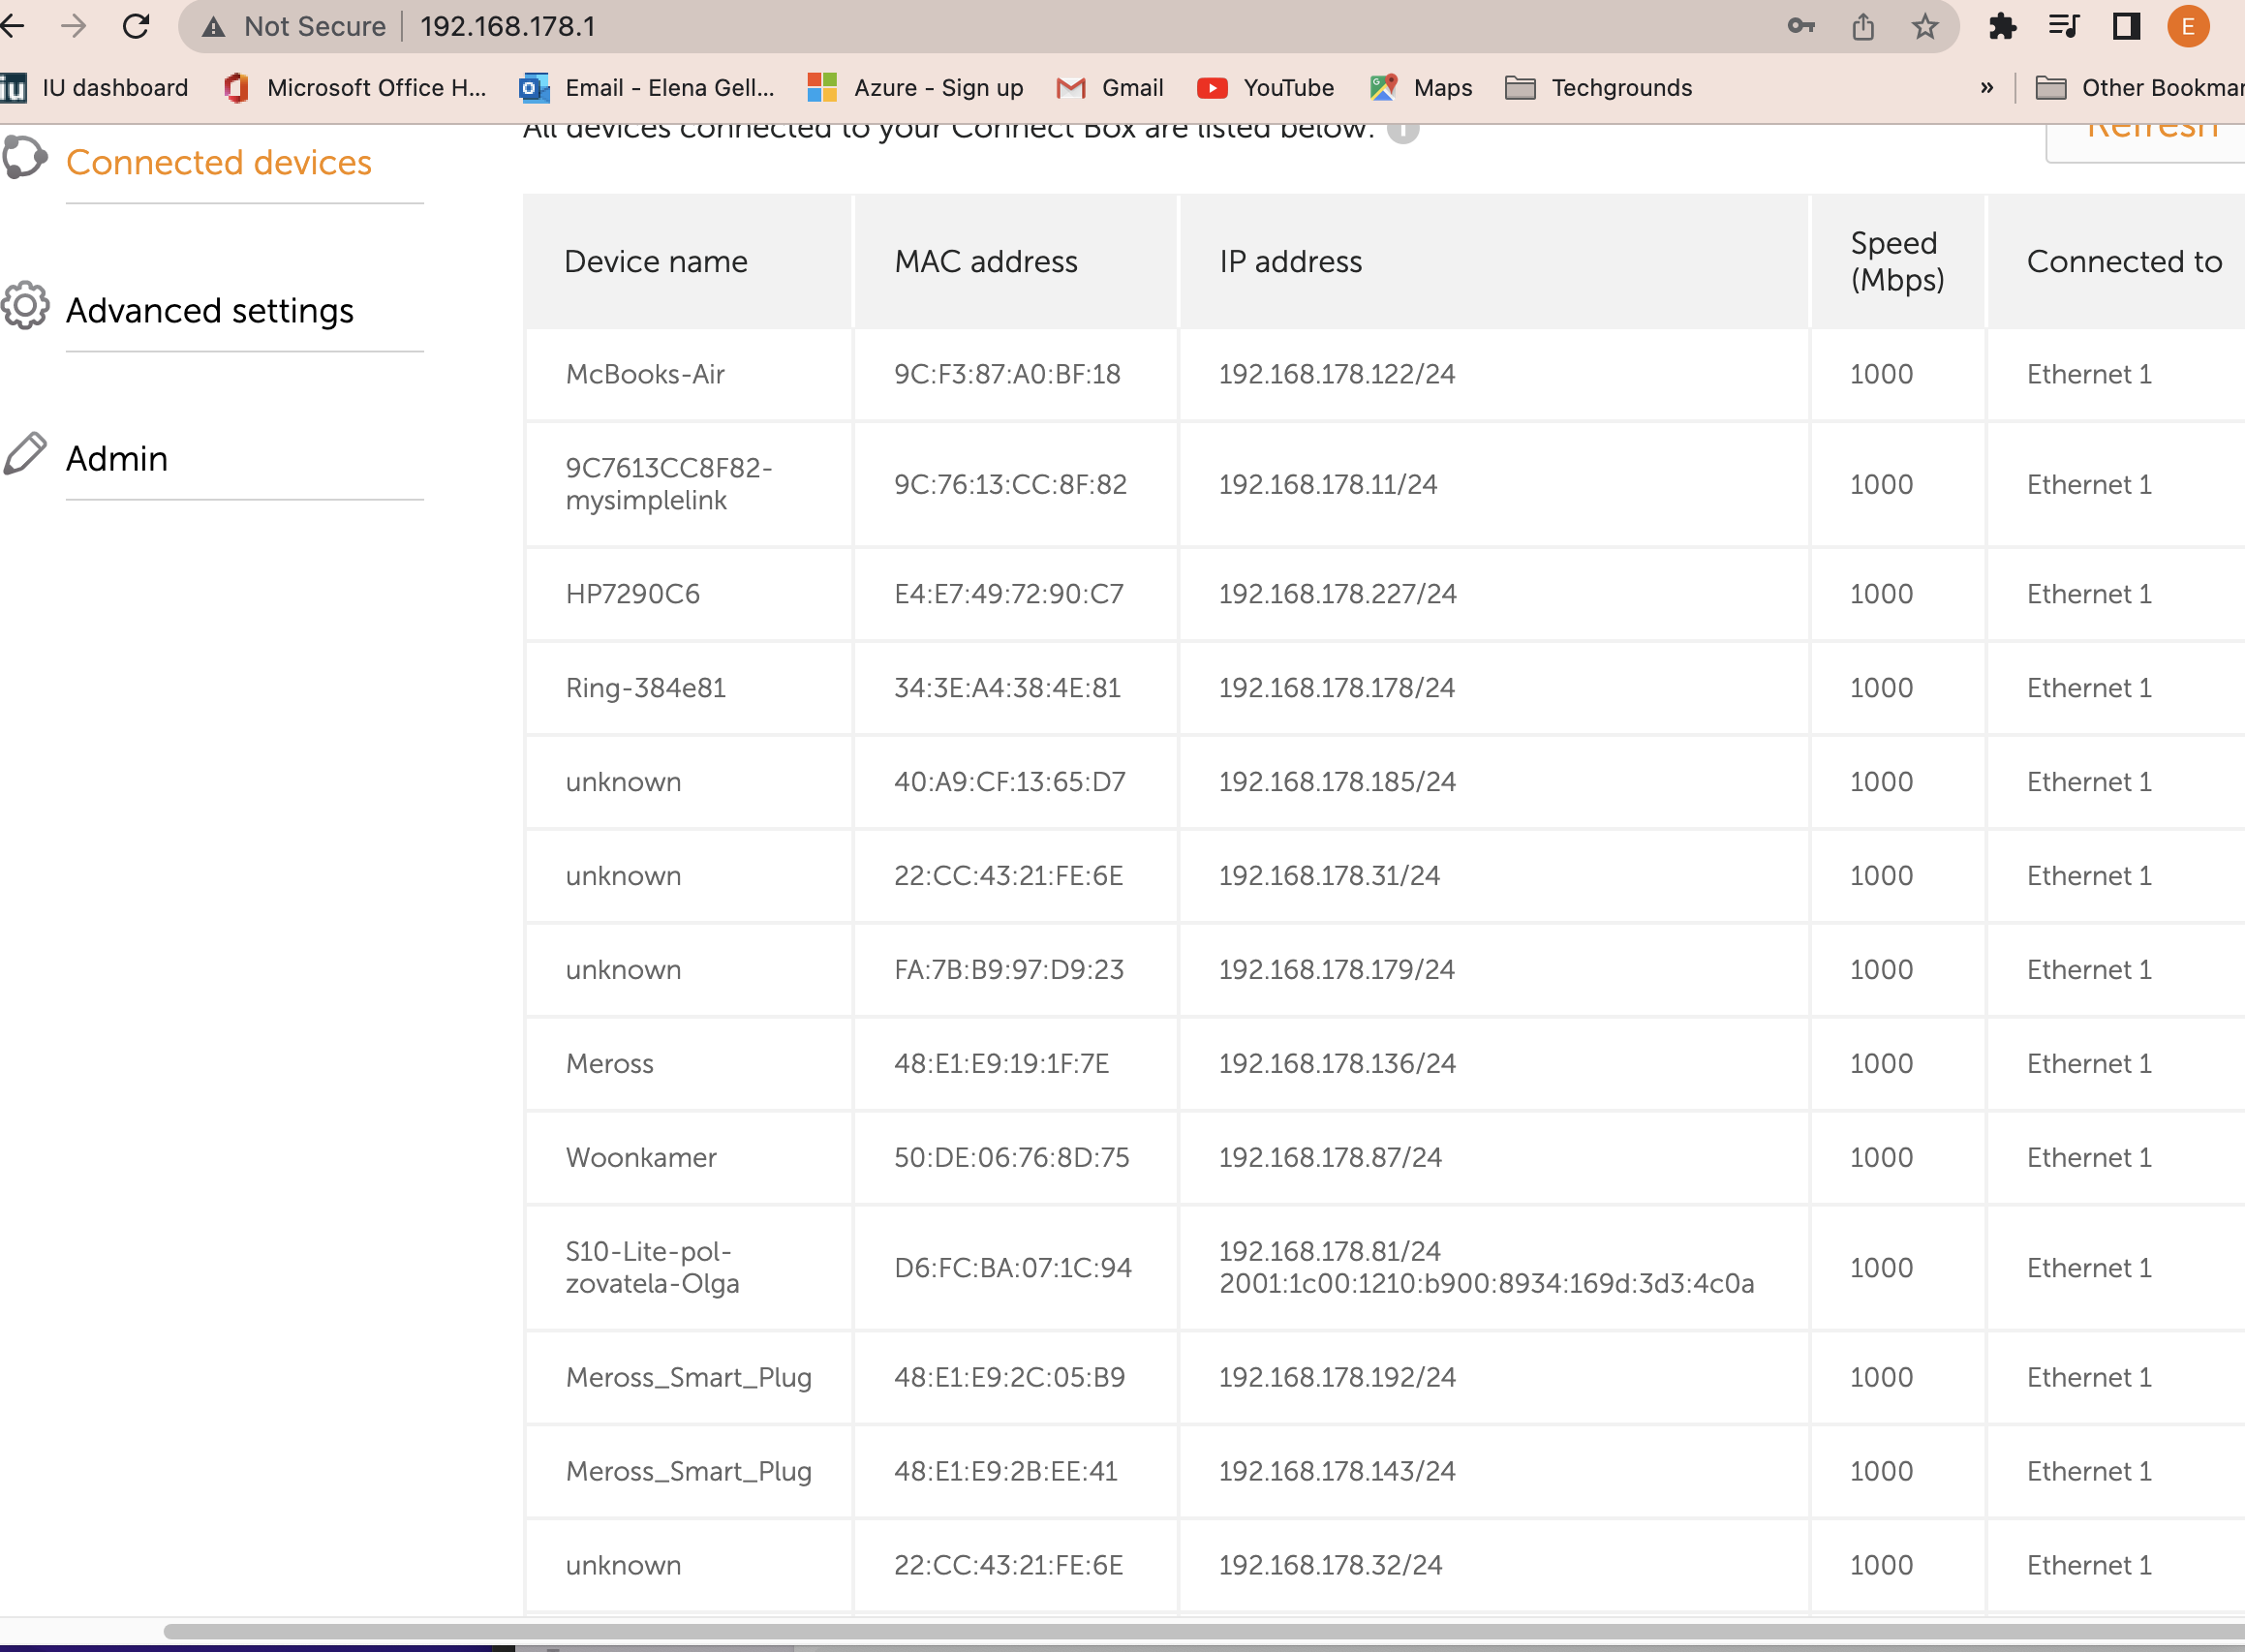 Not Secure | 192.168.178.1
E
IU dashboard Microsoft Office H... Email - Elena Gell... Azure - Sign up Gmail YouTube Maps Techgrounds » Other Bookmar
All devices connected to your Connect Box are listed below. i
Refresh
Connected devices
Advanced settings
Admin
Device name MAC address IP address Speed (Mbps) Connected to
McBooks-Air 9C:F3:87:A0:BF:18 192.168.178.122/24 1000 Ethernet 1
9C7613CC8F82-mysimplelink 9C:76:13:CC:8F:82 192.168.178.11/24 1000 Ethernet 1
HP7290C6 E4:E7:49:72:90:C7 192.168.178.227/24 1000 Ethernet 1
Ring-384e81 34:3E:A4:38:4E:81 192.168.178.178/24 1000 Ethernet 1
unknown 40:A9:CF:13:65:D7 192.168.178.185/24 1000 Ethernet 1
unknown 22:CC:43:21:FE:6E 192.168.178.31/24 1000 Ethernet 1
unknown FA:7B:B9:97:D9:23 192.168.178.179/24 1000 Ethernet 1
Meross 48:E1:E9:19:1F:7E 192.168.178.136/24 1000 Ethernet 1
Woonkamer 50:DE:06:76:8D:75 192.168.178.87/24 1000 Ethernet 1
S10-Lite-pol-zovatela-Olga D6:FC:BA:07:1C:94 192.168.178.81/24 2001:1c00:1210:b900:8934:169d:3d3:4c0a 1000 Ethernet 1
Meross_Smart_Plug 48:E1:E9:2C:05:B9 192.168.178.192/24 1000 Ethernet 1
Meross_Smart_Plug 48:E1:E9:2B:EE:41 192.168.178.143/24 1000 Ethernet 1
unknown 22:CC:43:21:FE:6E 192.168.178.32/24 1000 Ethernet 1